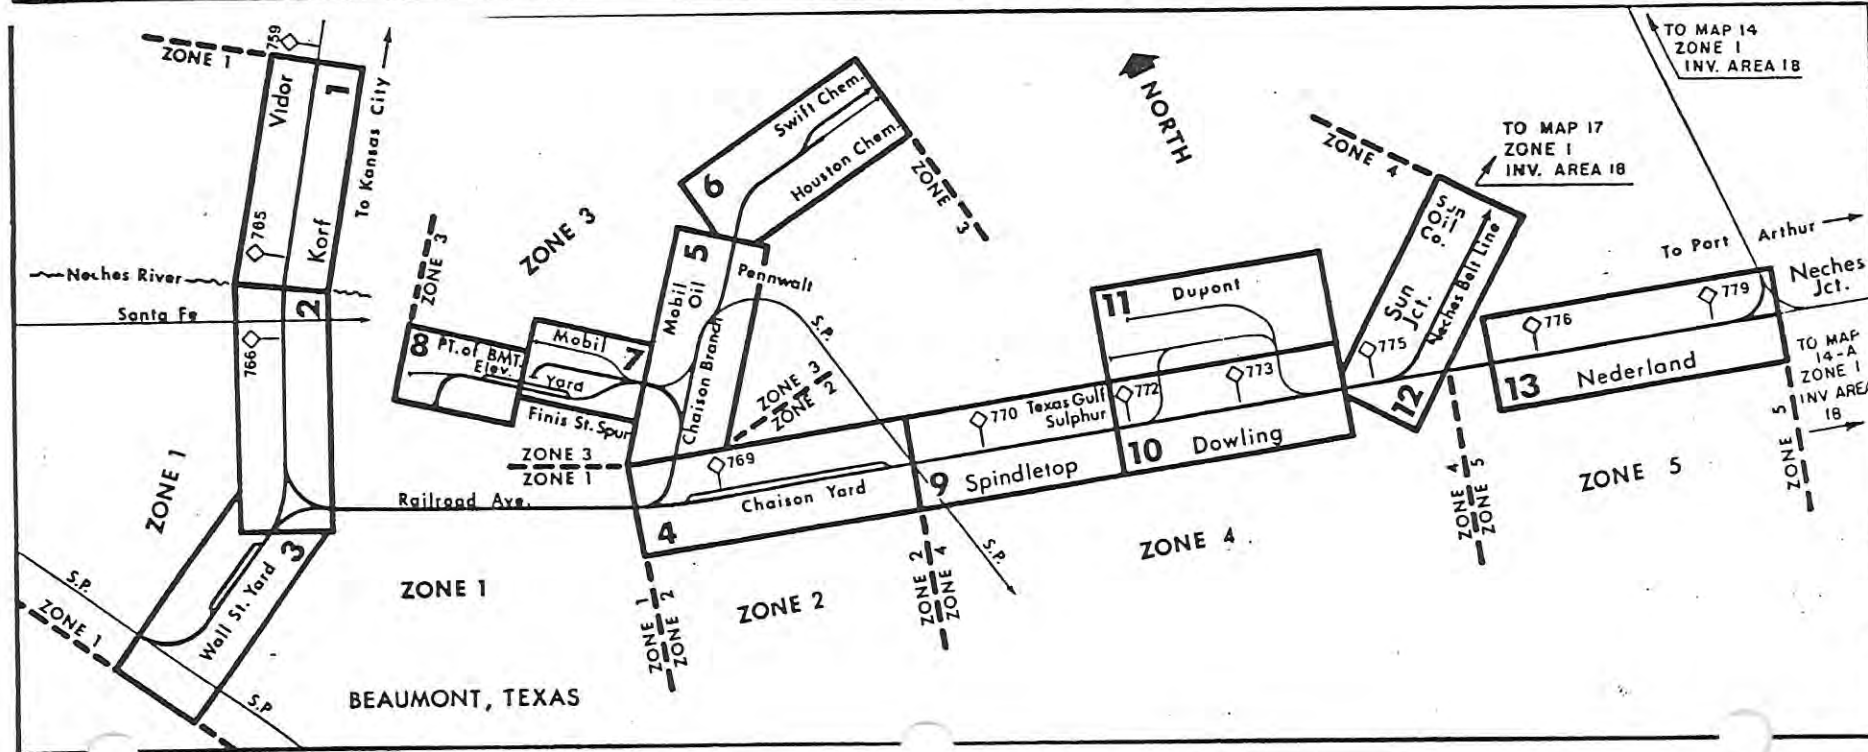 759
ZONE 1
Vidor
1
To Kansas City
765
Korf
Neches River
Santa Fe
2
766
ZONE 1
3
Wall St. Yard
S.P.
ZONE 1
S.P.
BEAUMONT, TEXAS
ZONE 1
Railroad Ave.
ZONE 3
ZONE 3
8
PT. of BMT.
Elev.
Mobil
7
Yard
Finis St. Spur
ZONE 3
ZONE 1
Swift Chem.
6
Houston Chem.
ZONE 3
5
Mobil
Oil
Pennwalt
Chaison Branch
S.P.
ZONE 3
ZONE 2
769
4
Chaison Yard
ZONE 1
ZONE 2
ZONE 2
ZONE 2
ZONE 4
S.P.
NORTH
770
Texas Gulf
Sulphur
9
Spindletop
772
773
10
Dowling
11
Dupont
ZONE 4
ZONE 4
TO MAP 17
ZONE 1
INV. AREA 18
Sun
Oil
Co.
Sun
Jct.
Neches Belt Line
775
12
ZONE 4
ZONE 5
TO MAP 14
ZONE 1
INV. AREA 18
To Port Arthur
776
779
13
Nederland
Neches
Jct.
ZONE 5
ZONE 5
TO MAP
14-A
ZONE 1
INV AREA
18